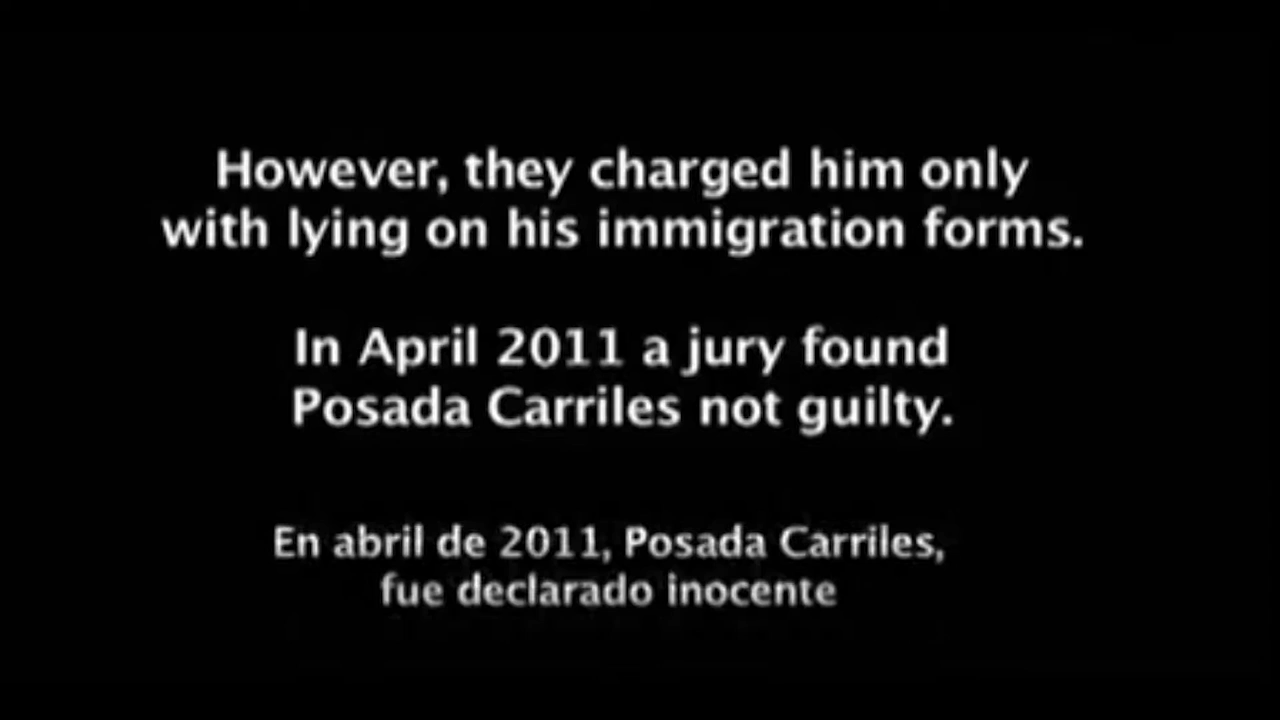 However, they charged him only
with lying on his immigration forms.
In April 2011 a jury found
Posada Carriles not guilty.
En abril de 2011, Posada Carriles,
fue declarado inocente